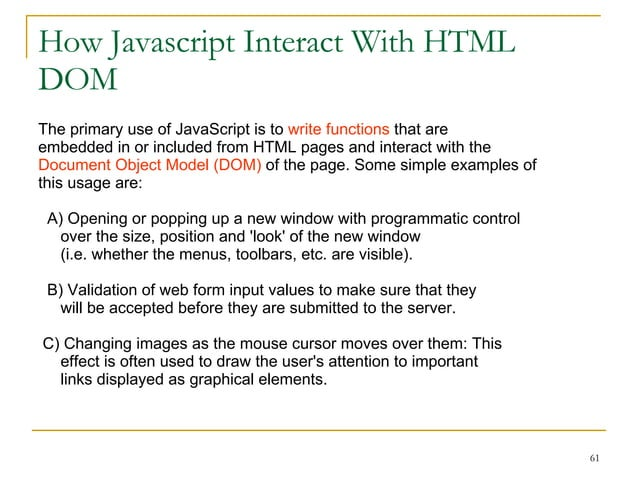 How Javascript Interact With HTML
DOM
The primary use of JavaScript is to write functions that are
embedded in or included from HTML pages and interact with the
Document Object Model (DOM) of the page. Some simple examples of
this usage are:
A) Opening or popping up a new window with programmatic control
over the size, position and 'look' of the new window
(i.e. whether the menus, toolbars, etc. are visible).
B) Validation of web form input values to make sure that they
will be accepted before they are submitted to the server.
C) Changing images as the mouse cursor moves over them: This
effect is often used to draw the user's attention to important
links displayed as graphical elements.
61